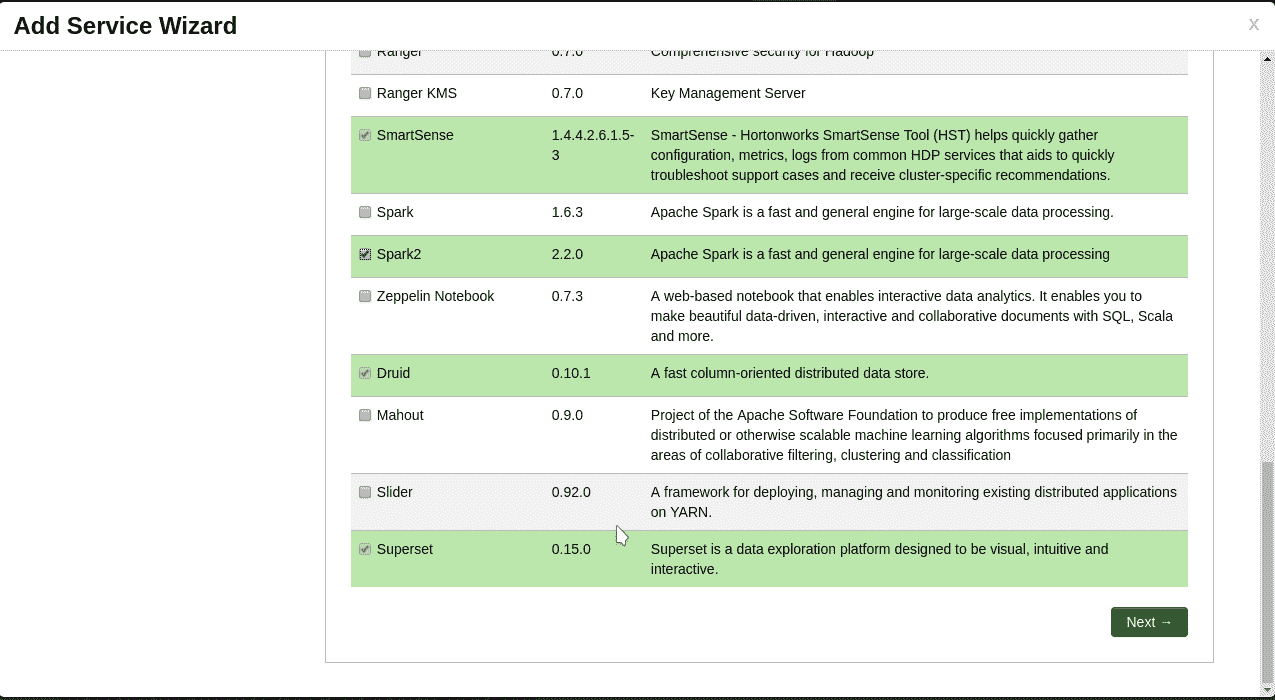 Add Service Wizard
X
Ranger 0.7.0 Comprehensive security for Hadoop
Ranger KMS 0.7.0 Key Management Server
SmartSense 1.4.4.2.6.1.5- SmartSense - Hortonworks SmartSense Tool (HST) helps quickly gather
3 configuration, metrics, logs from common HDP services that aids to quickly
troubleshoot support cases and receive cluster-specific recommendations.
Spark 1.6.3 Apache Spark is a fast and general engine for large-scale data processing.
Spark2 2.2.0 Apache Spark is a fast and general engine for large-scale data processing
Zeppelin Notebook 0.7.3 A web-based notebook that enables interactive data analytics. It enables you to
make beautiful data-driven, interactive and collaborative documents with SQL, Scala
and more.
Druid 0.10.1 A fast column-oriented distributed data store.
Mahout 0.9.0 Project of the Apache Software Foundation to produce free implementations of
distributed or otherwise scalable machine learning algorithms focused primarily in the
areas of collaborative filtering, clustering and classification
Slider 0.92.0 A framework for deploying, managing and monitoring existing distributed applications
on YARN.
Superset 0.15.0 Superset is a data exploration platform designed to be visual, intuitive and
interactive.
Next →